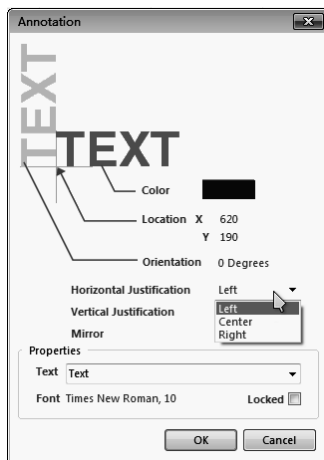 Annotation
TEXT
TEXT
Color
Location X 620
Y 190
Orientation 0 Degrees
Horizontal Justification Left
Vertical Justification
Left
Center
Mirror
Right
Properties
Text Text
Font Times New Roman, 10 Locked
OK Cancel